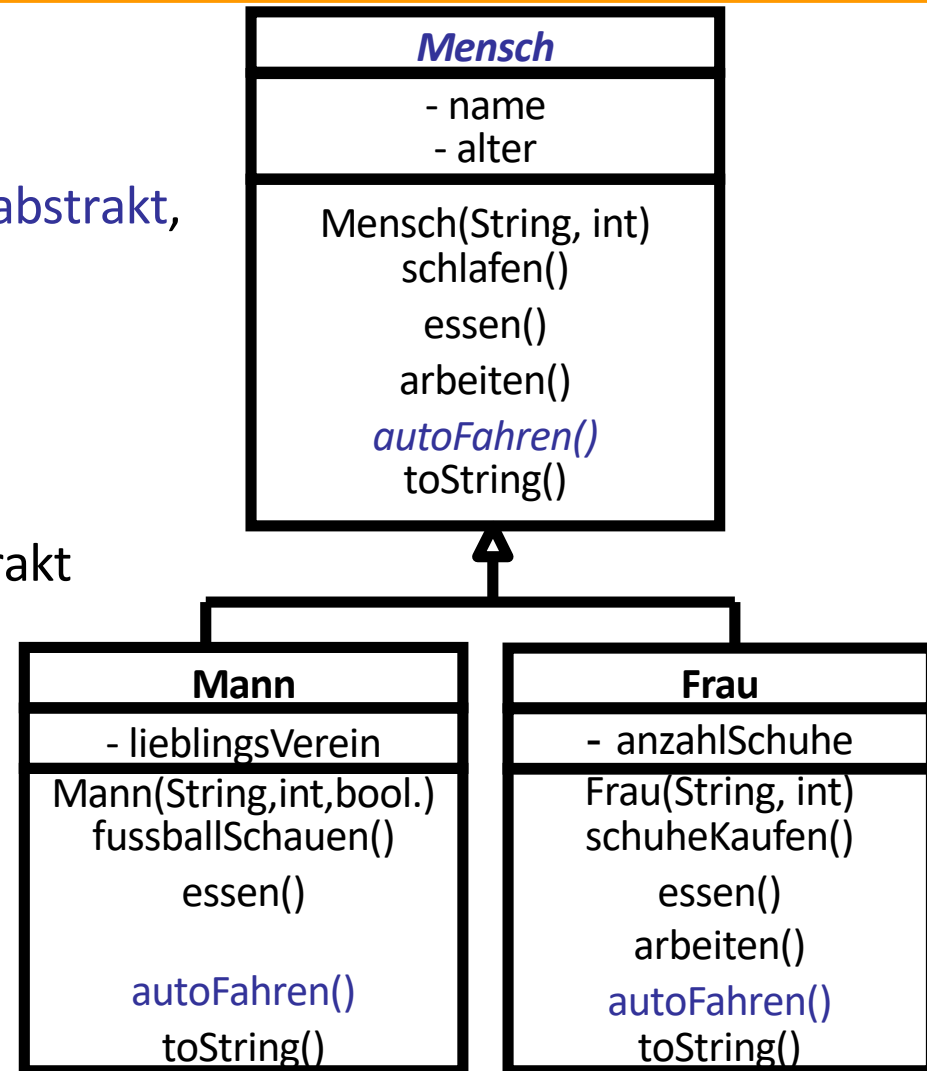 Mensch
- name
- alter
abstrakt,
Mensch(String, int)
schlafen()
essen()
arbeiten()
autoFahren()
toString()
rakt
Mann
- lieblingsVerein
Mann(String,int,bool.)
fussballSchauen()
essen()
autoFahren()
toString()
Frau
- anzahlSchuhe
Frau(String, int)
schuheKaufen()
essen()
arbeiten()
autoFahren()
toString()